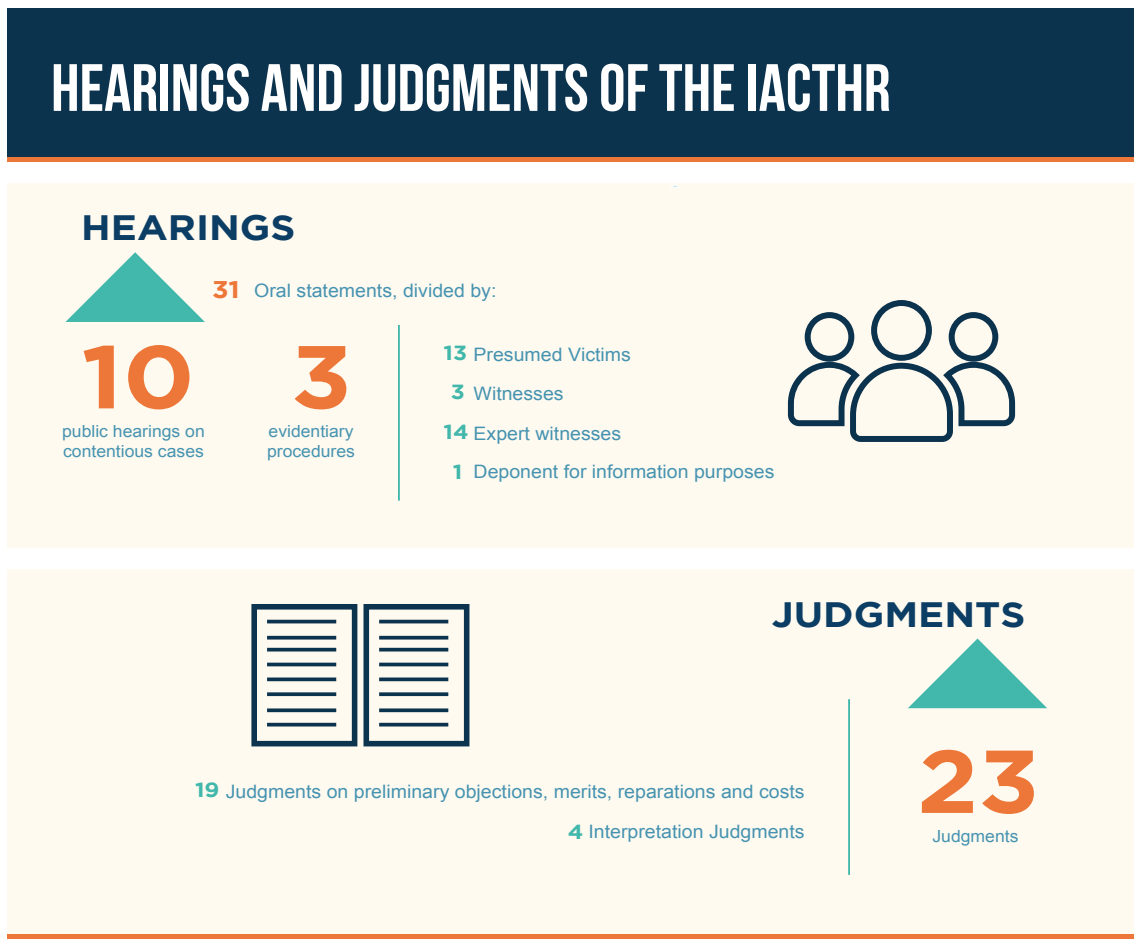 HEARINGS AND JUDGMENTS OF THE IACTHR
HEARINGS
31 Oral statements, divided by:
10
public hearings on
contentious cases
3
evidentiary
procedures
13 Presumed Victims
3 Witnesses
14 Expert witnesses
1 Deponent for information purposes
JUDGMENTS
23
Judgments
19 Judgments on preliminary objections, merits, reparations and costs
4 Interpretation Judgments